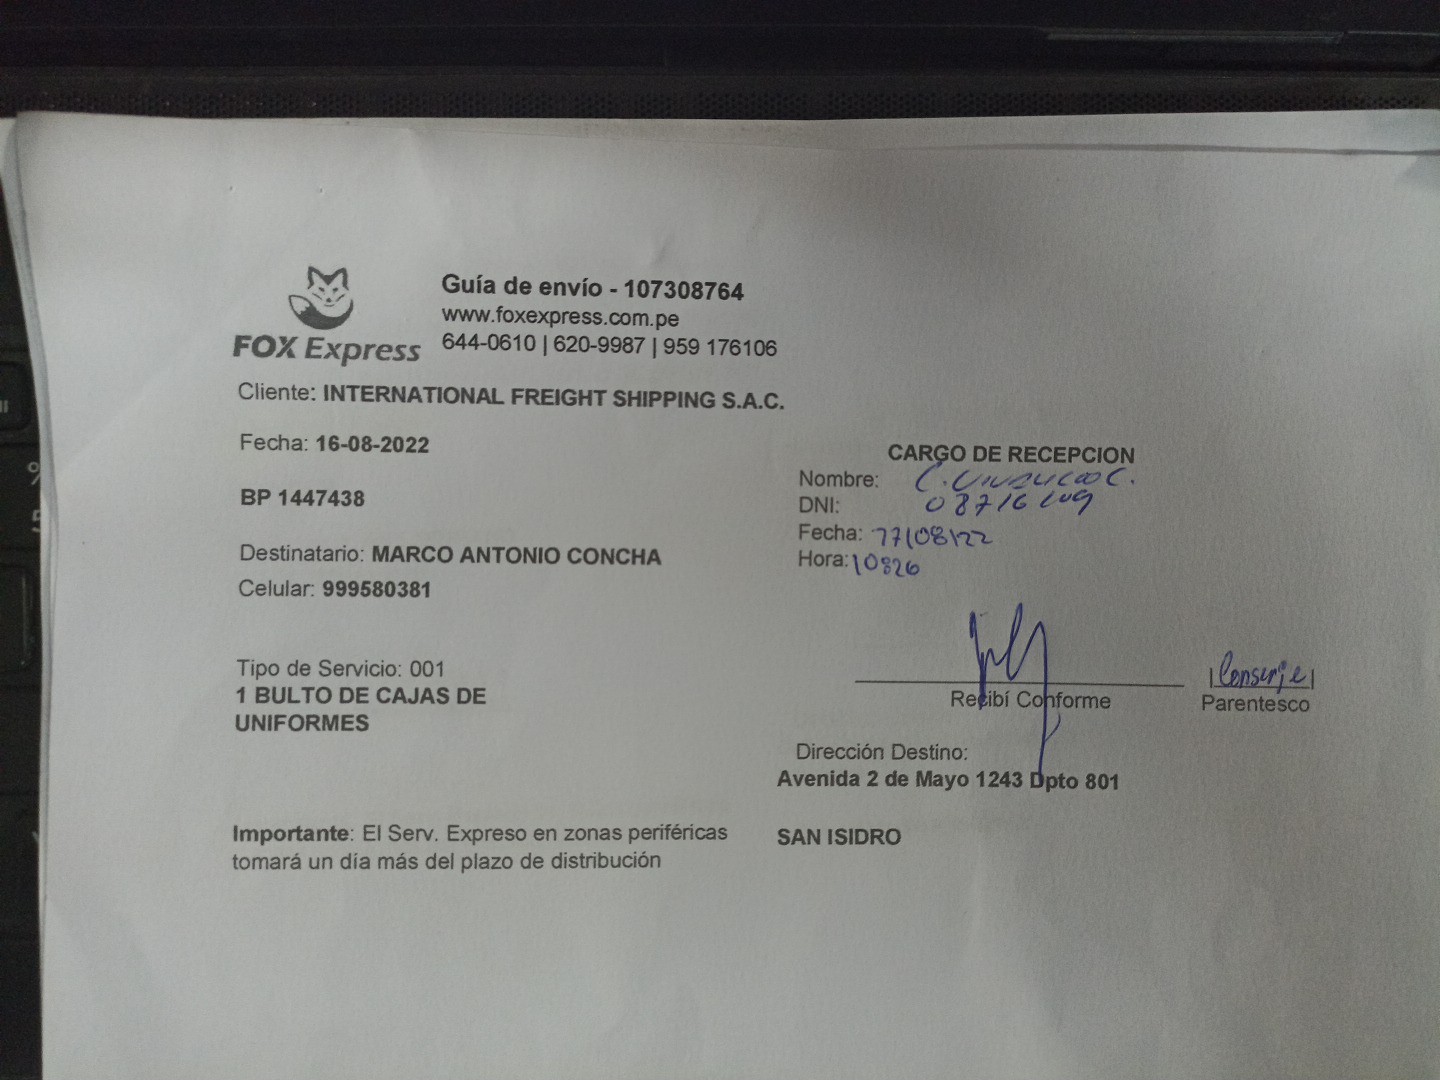 FOX Express
Guía de envío - 107308764
www.foxexpress.com.pe
644-0610 | 620-9987 | 959 176106
Cliente: INTERNATIONAL FREIGHT SHIPPING S.A.C.
Fecha: 16-08-2022
BP 1447438
Destinatario: MARCO ANTONIO CONCHA
Celular: 999580381
Tipo de Servicio: 001
1 BULTO DE CAJAS DE
UNIFORMES
Importante: El Serv. Expreso en zonas periféricas
tomará un día más del plazo de distribución
CARGO DE RECEPCION
Nombre: C.
DNI:
Fecha: 17/08/22
Hora: 10:26
Conserje
Recibí Conforme
Parentesco
Dirección Destino:
Avenida 2 de Mayo 1243 Dpto 801
SAN ISIDRO